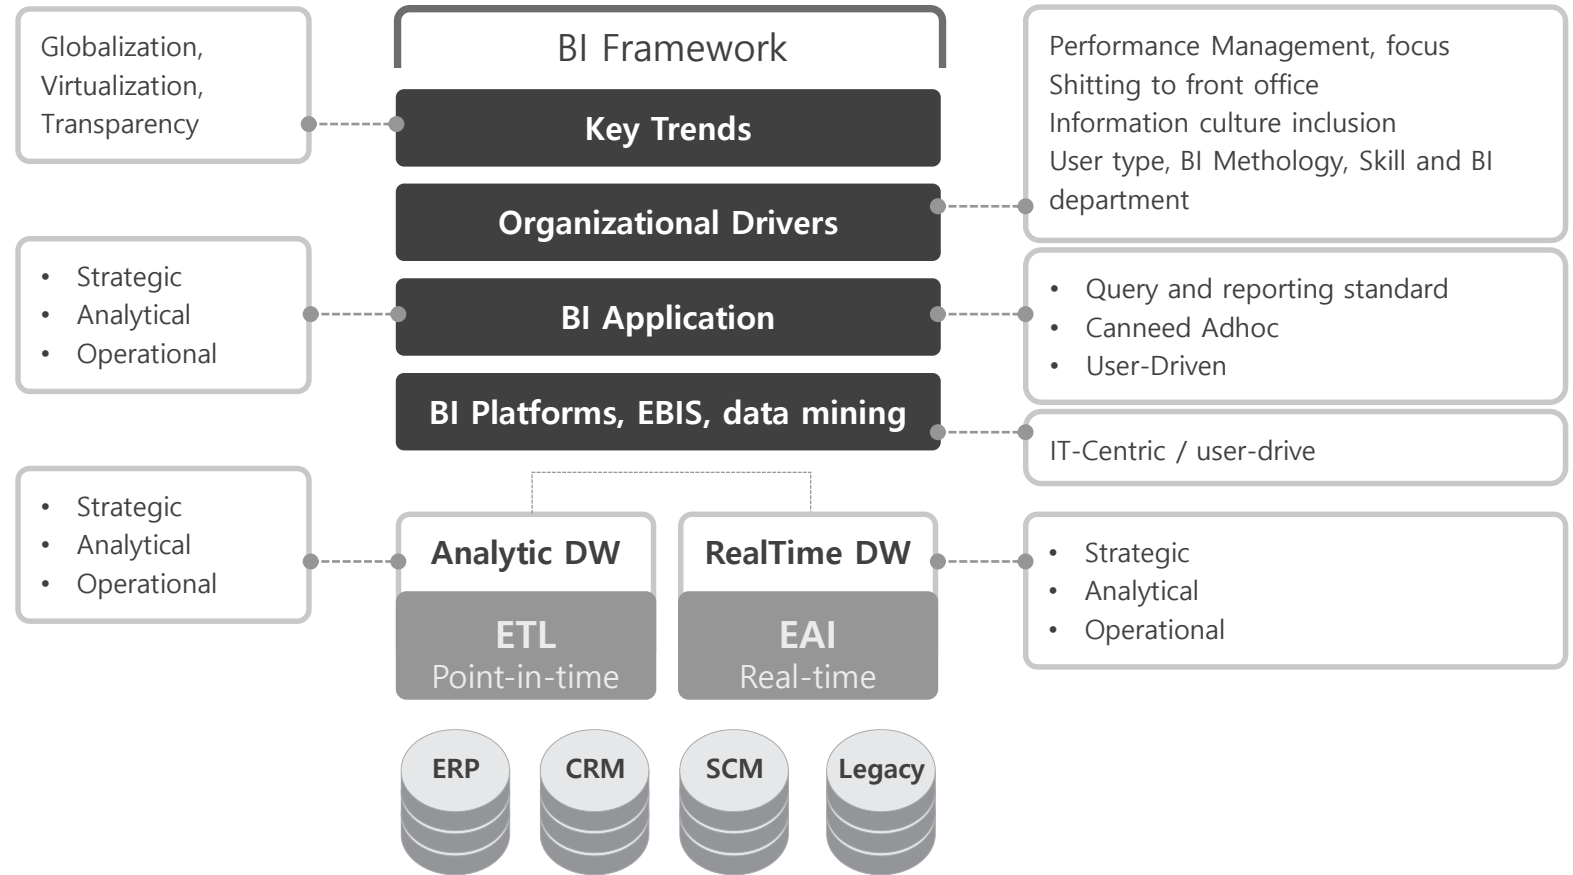 BI Framework
Globalization,
Virtualization,
Transparency
Key Trends
Performance Management, focus
Shitting to front office
Information culture inclusion
User type, BI Methology, Skill and BI
department
Organizational Drivers
• Strategic
• Analytical
• Operational
BI Application
• Query and reporting standard
• Canneed Adhoc
• User-Driven
BI Platforms, EBIS, data mining
IT-Centric / user-drive
• Strategic
• Analytical
• Operational
Analytic DW
RealTime DW
• Strategic
• Analytical
• Operational
ETL
Point-in-time
EAI
Real-time
ERP
CRM
SCM
Legacy